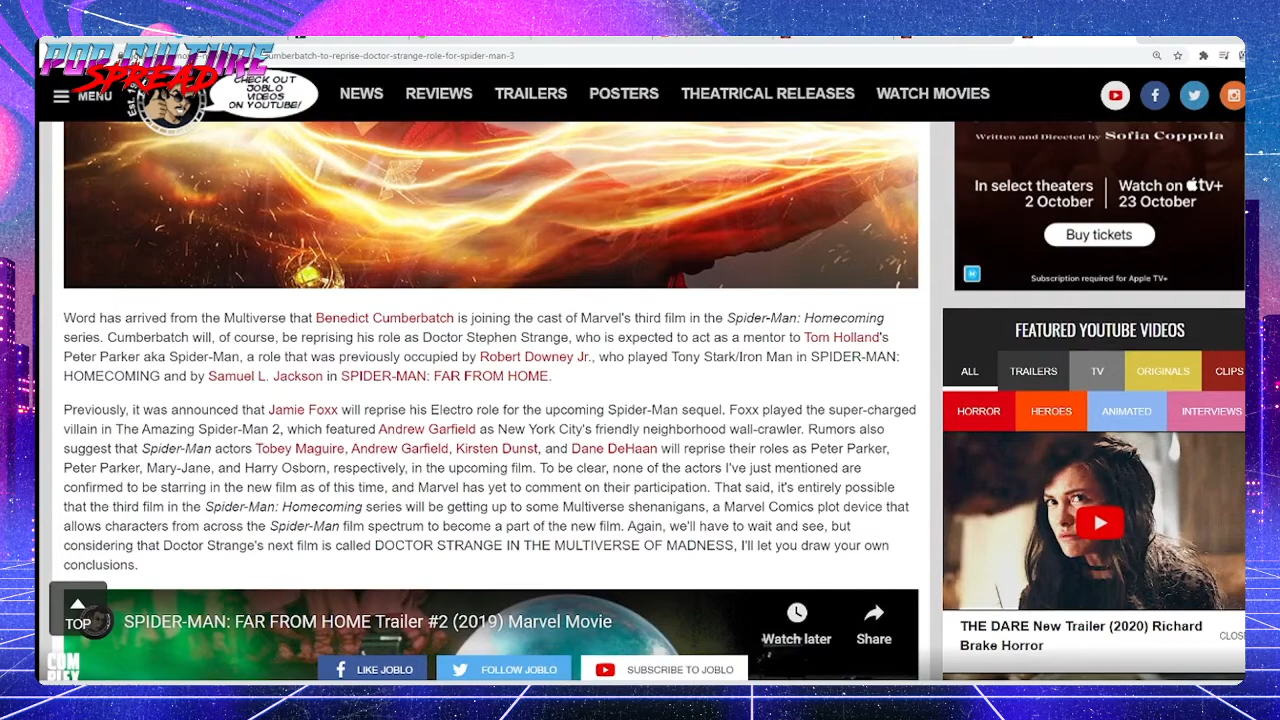 POP CULTURE
SPREAD
cumberbatch-to-reprise-doctor-strange-role-for-spider-man-3
MENU
CHECK OUT
JOBLO
VIDEOS
ON YOUTUBE!
NEWS REVIEWS TRAILERS POSTERS THEATRICAL RELEASES WATCH MOVIES
Written and Directed by Sofia Coppola
In select theaters
2 October
Watch on tv+
23 October
Buy tickets
Subscription required for Apple TV+
Word has arrived from the Multiverse that Benedict Cumberbatch is joining the cast of Marvel's third film in the Spider-Man: Homecoming
series. Cumberbatch will, of course, be reprising his role as Doctor Stephen Strange, who is expected to act as a mentor to Tom Holland's
Peter Parker aka Spider-Man, a role that was previously occupied by Robert Downey Jr., who played Tony Stark/Iron Man in SPIDER-MAN:
HOMECOMING and by Samuel L. Jackson in SPIDER-MAN: FAR FROM HOME.
Previously, it was announced that Jamie Foxx will reprise his Electro role for the upcoming Spider-Man sequel. Foxx played the super-charged
villain in The Amazing Spider-Man 2, which featured Andrew Garfield as New York City's friendly neighborhood wall-crawler. Rumors also
suggest that Spider-Man actors Tobey Maguire, Andrew Garfield, Kirsten Dunst, and Dane DeHaan will reprise their roles as Peter Parker,
Peter Parker, Mary-Jane, and Harry Osborn, respectively, in the upcoming film. To be clear, none of the actors I've just mentioned are
confirmed to be starring in the new film as of this time, and Marvel has yet to comment on their participation. That said, it's entirely possible
that the third film in the Spider-Man: Homecoming series will be getting up to some Multiverse shenanigans, a Marvel Comics plot device that
allows characters from across the Spider-Man film spectrum to become a part of the new film. Again, we'll have to wait and see, but
considering that Doctor Strange's next film is called DOCTOR STRANGE IN THE MULTIVERSE OF MADNESS, I'll let you draw your own
conclusions.
FEATURED YOUTUBE VIDEOS
ALL TRAILERS TV ORIGINALS CLIPS
HORROR HEROES ANIMATED INTERVIEWS
THE DARE New Trailer (2020) Richard
Brake Horror
CLOSE
TOP
SPIDER-MAN: FAR FROM HOME Trailer #2 (2019) Marvel Movie
Watch later
Share
LIKE JOBLO FOLLOW JOBLO SUBSCRIBE TO JOBLO